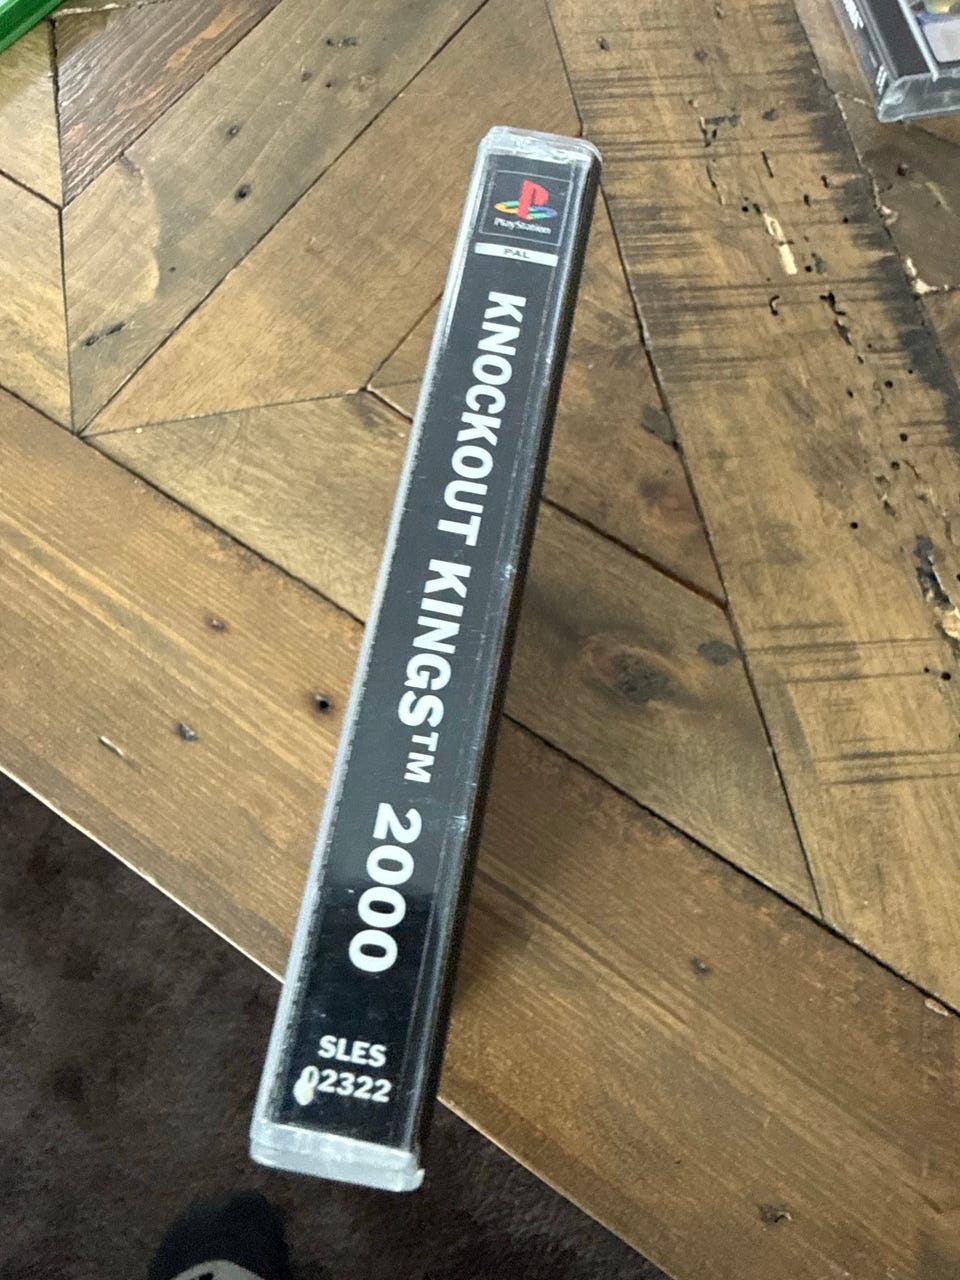 PlayStation
PAL
KNOCKOUT KINGS™ 2000
SLES
02322